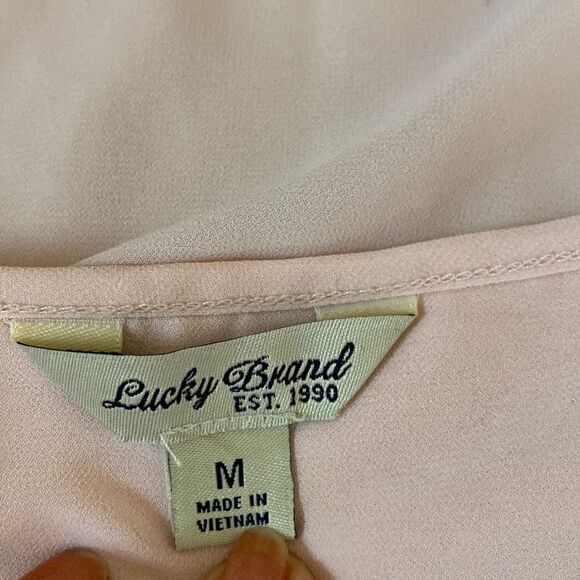 Lucky Brand
EST. 1990
M
MADE IN
VIETNAM